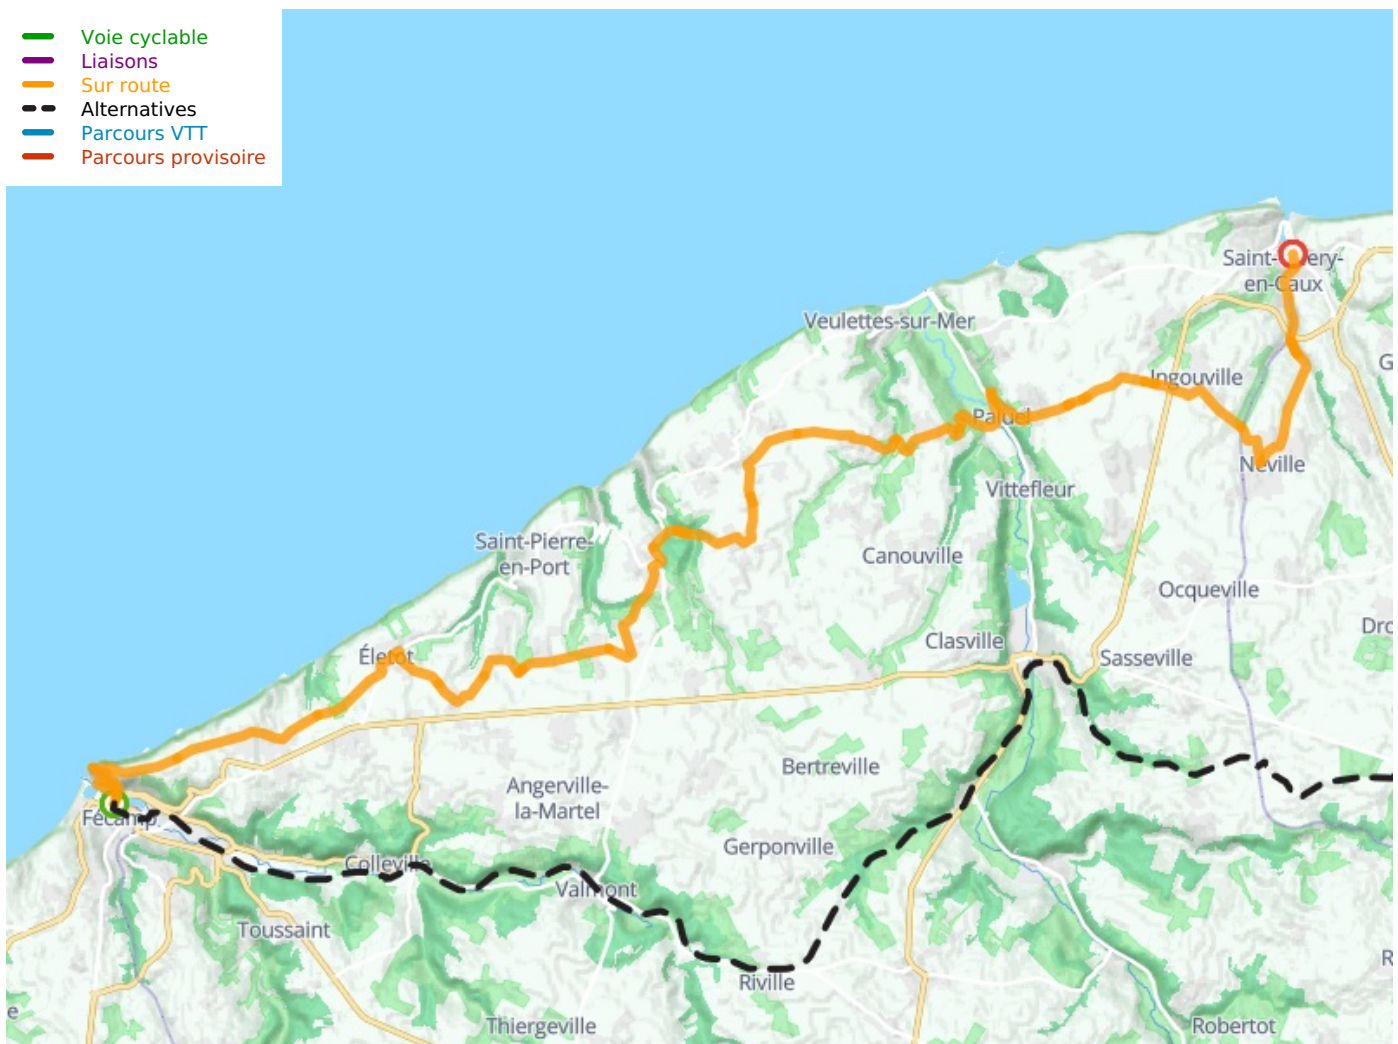 Voie cyclable
Liaisons
Sur route
Alternatives
Parcours VTT
Parcours provisoire
Saint-
ery-
en-Caux
Veulettes-sur-Mer
Ingouville
G
Paluel
Néville
Vittefleur
Saint-Pierre-
en-Port
Canouville
Ocqueville
Életot
Clasville
Dro
Sasseville
Bertreville
Angerville-
la-Martel
Fécamp
Gerponville
Colleville
Valmont
Toussaint
R
Riville
e
Thiergeville
Robertot